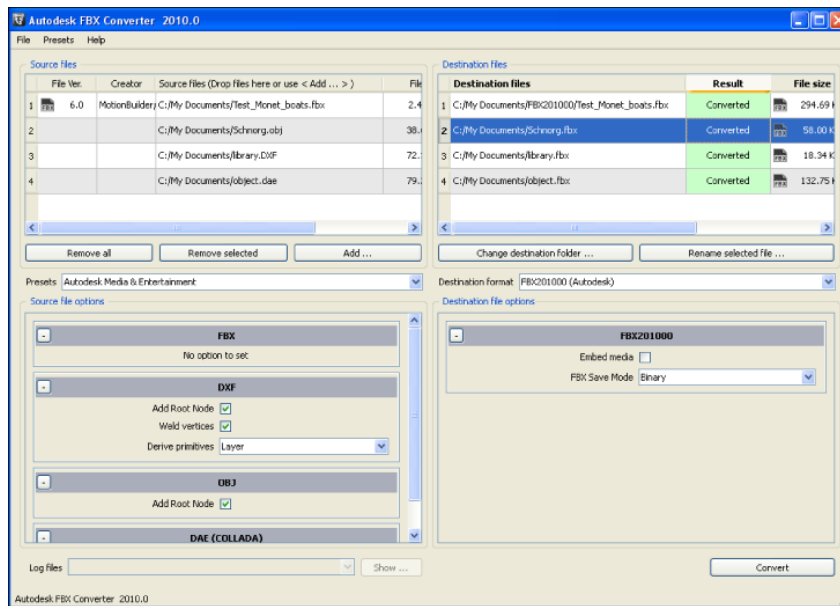 Autodesk FBX Converter 2010.0
File Presets Help
Source files
File Ver. Creator Source files (Drop files here or use < Add ... > ) File
1 6.0 MotionBuilder C:/My Documents/Test_Monet_boats.fbx 2.4
2 C:/My Documents/Schnorg.obj 38.
3 C:/My Documents/library.DXF 72.
4 C:/My Documents/object.dae 79.
Remove all Remove selected Add ...
Destination files
Destination files Result File size
1 C:/My Documents/FBX201000/Test_Monet_boats.fbx Converted 294.69 K
2 C:/My Documents/Schnorg.fbx Converted 58.00 K
3 C:/My Documents/library.fbx Converted 18.34 K
4 C:/My Documents/object.fbx Converted 132.75 K
Change destination folder ... Rename selected file ...
Presets Autodesk Media & Entertainment
Destination format FBX201000 (Autodesk)
Source file options
- FBX
No option to set
- DXF
Add Root Node
Weld vertices
Derive primitives Layer
- OBJ
Add Root Node
- DAE (COLLADA)
Destination file options
- FBX201000
Embed media
FBX Save Mode Binary
Log files Show ...
Convert
Autodesk FBX Converter 2010.0